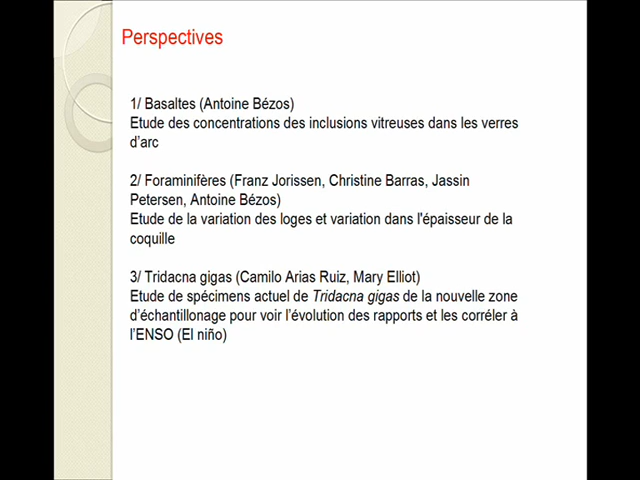 Perspectives
1/ Basaltes (Antoine Bézos)
Etude des concentrations des inclusions vitreuses dans les verres
d’arc
2/ Foraminifères (Franz Jorissen, Christine Barras, Jassin
Petersen, Antoine Bézos)
Etude de la variation des loges et variation dans l'épaisseur de la
coquille
3/ Tridacna gigas (Camilo Arias Ruiz, Mary Elliot)
Etude de spécimens actuel de Tridacna gigas de la nouvelle zone
d’échantillonage pour voir l’évolution des rapports et les corréler à
l’ENSO (El niño)